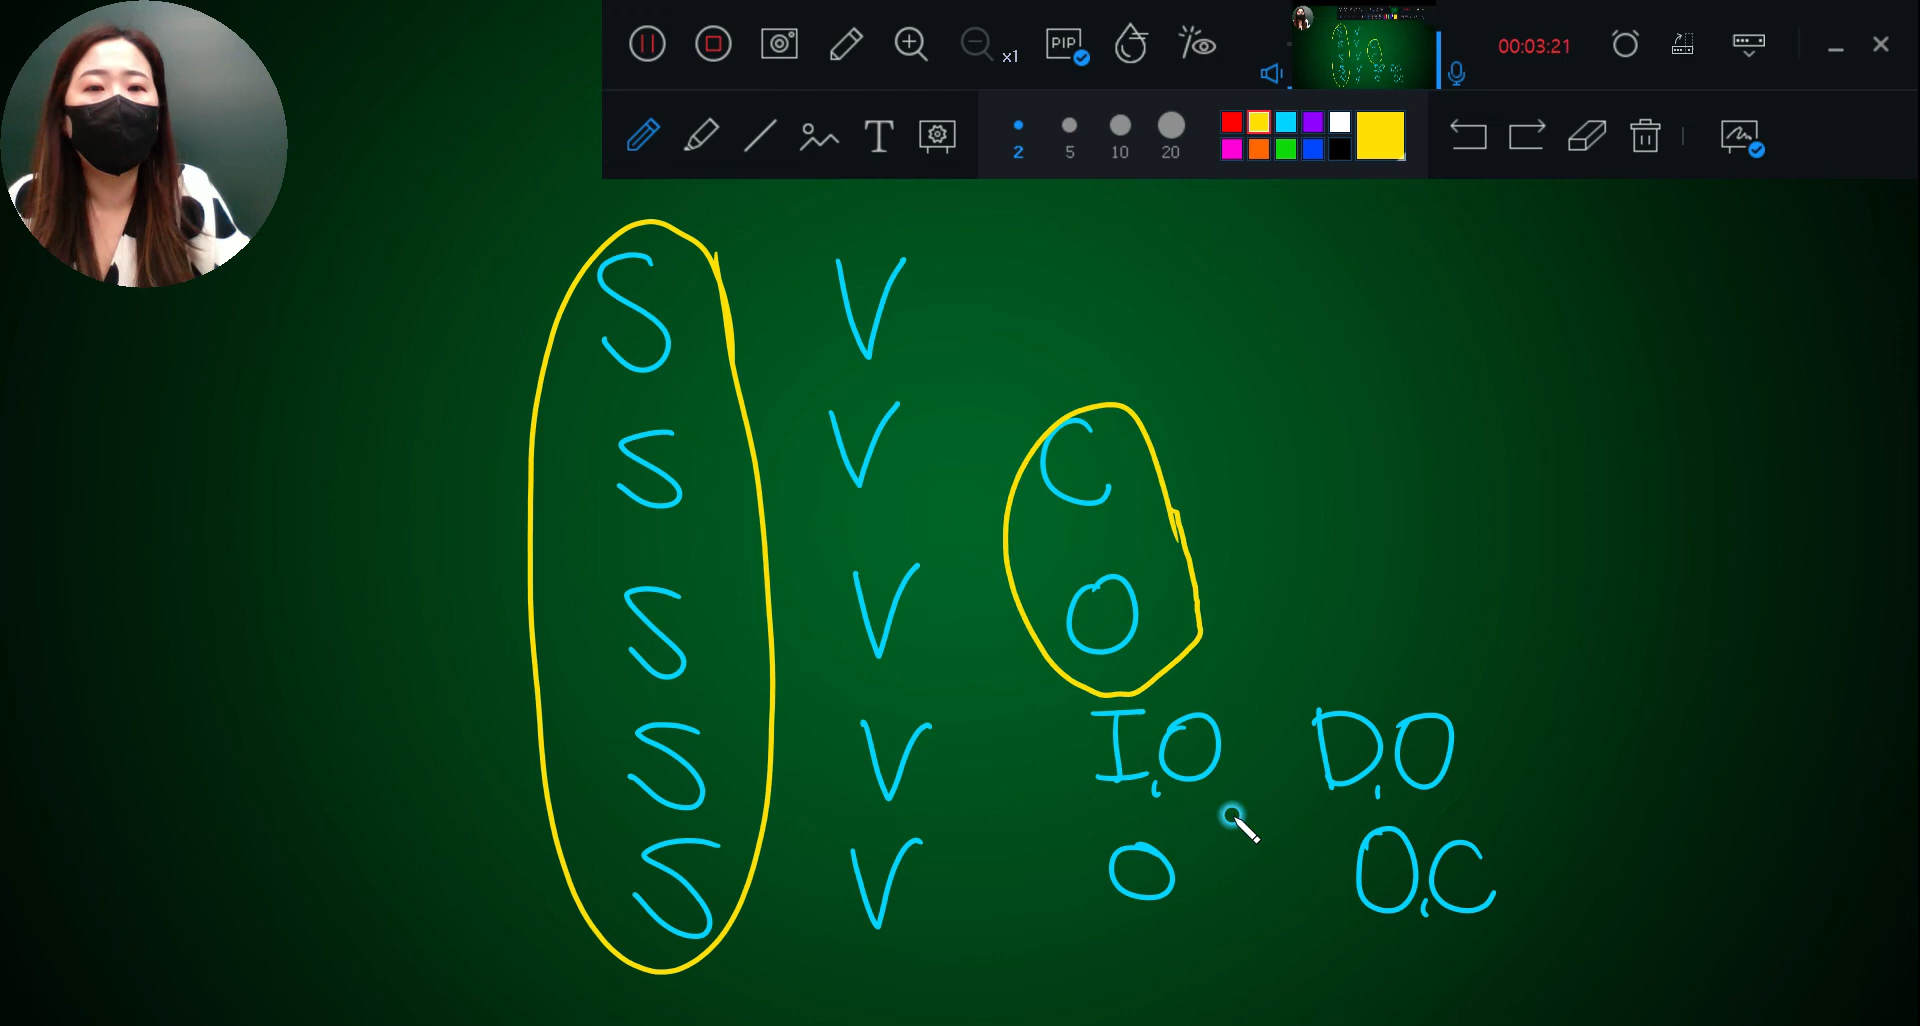 x1 PIP 00:03:21
T
2 5 10 20
S V
S V C
S V O
S V I.O D.O
S V O O.C